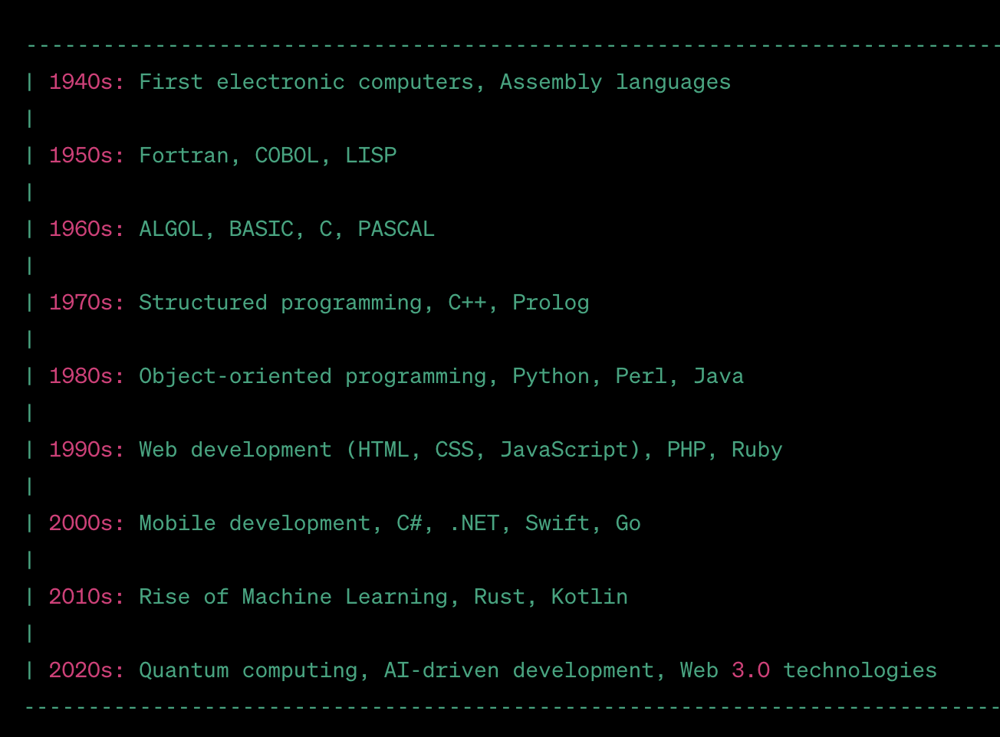 --------------------------------------------------------------------------------
| 1940s: First electronic computers, Assembly languages
|
| 1950s: Fortran, COBOL, LISP
|
| 1960s: ALGOL, BASIC, C, PASCAL
|
| 1970s: Structured programming, C++, Prolog
|
| 1980s: Object-oriented programming, Python, Perl, Java
|
| 1990s: Web development (HTML, CSS, JavaScript), PHP, Ruby
|
| 2000s: Mobile development, C#, .NET, Swift, Go
|
| 2010s: Rise of Machine Learning, Rust, Kotlin
|
| 2020s: Quantum computing, AI-driven development, Web 3.0 technologies
--------------------------------------------------------------------------------